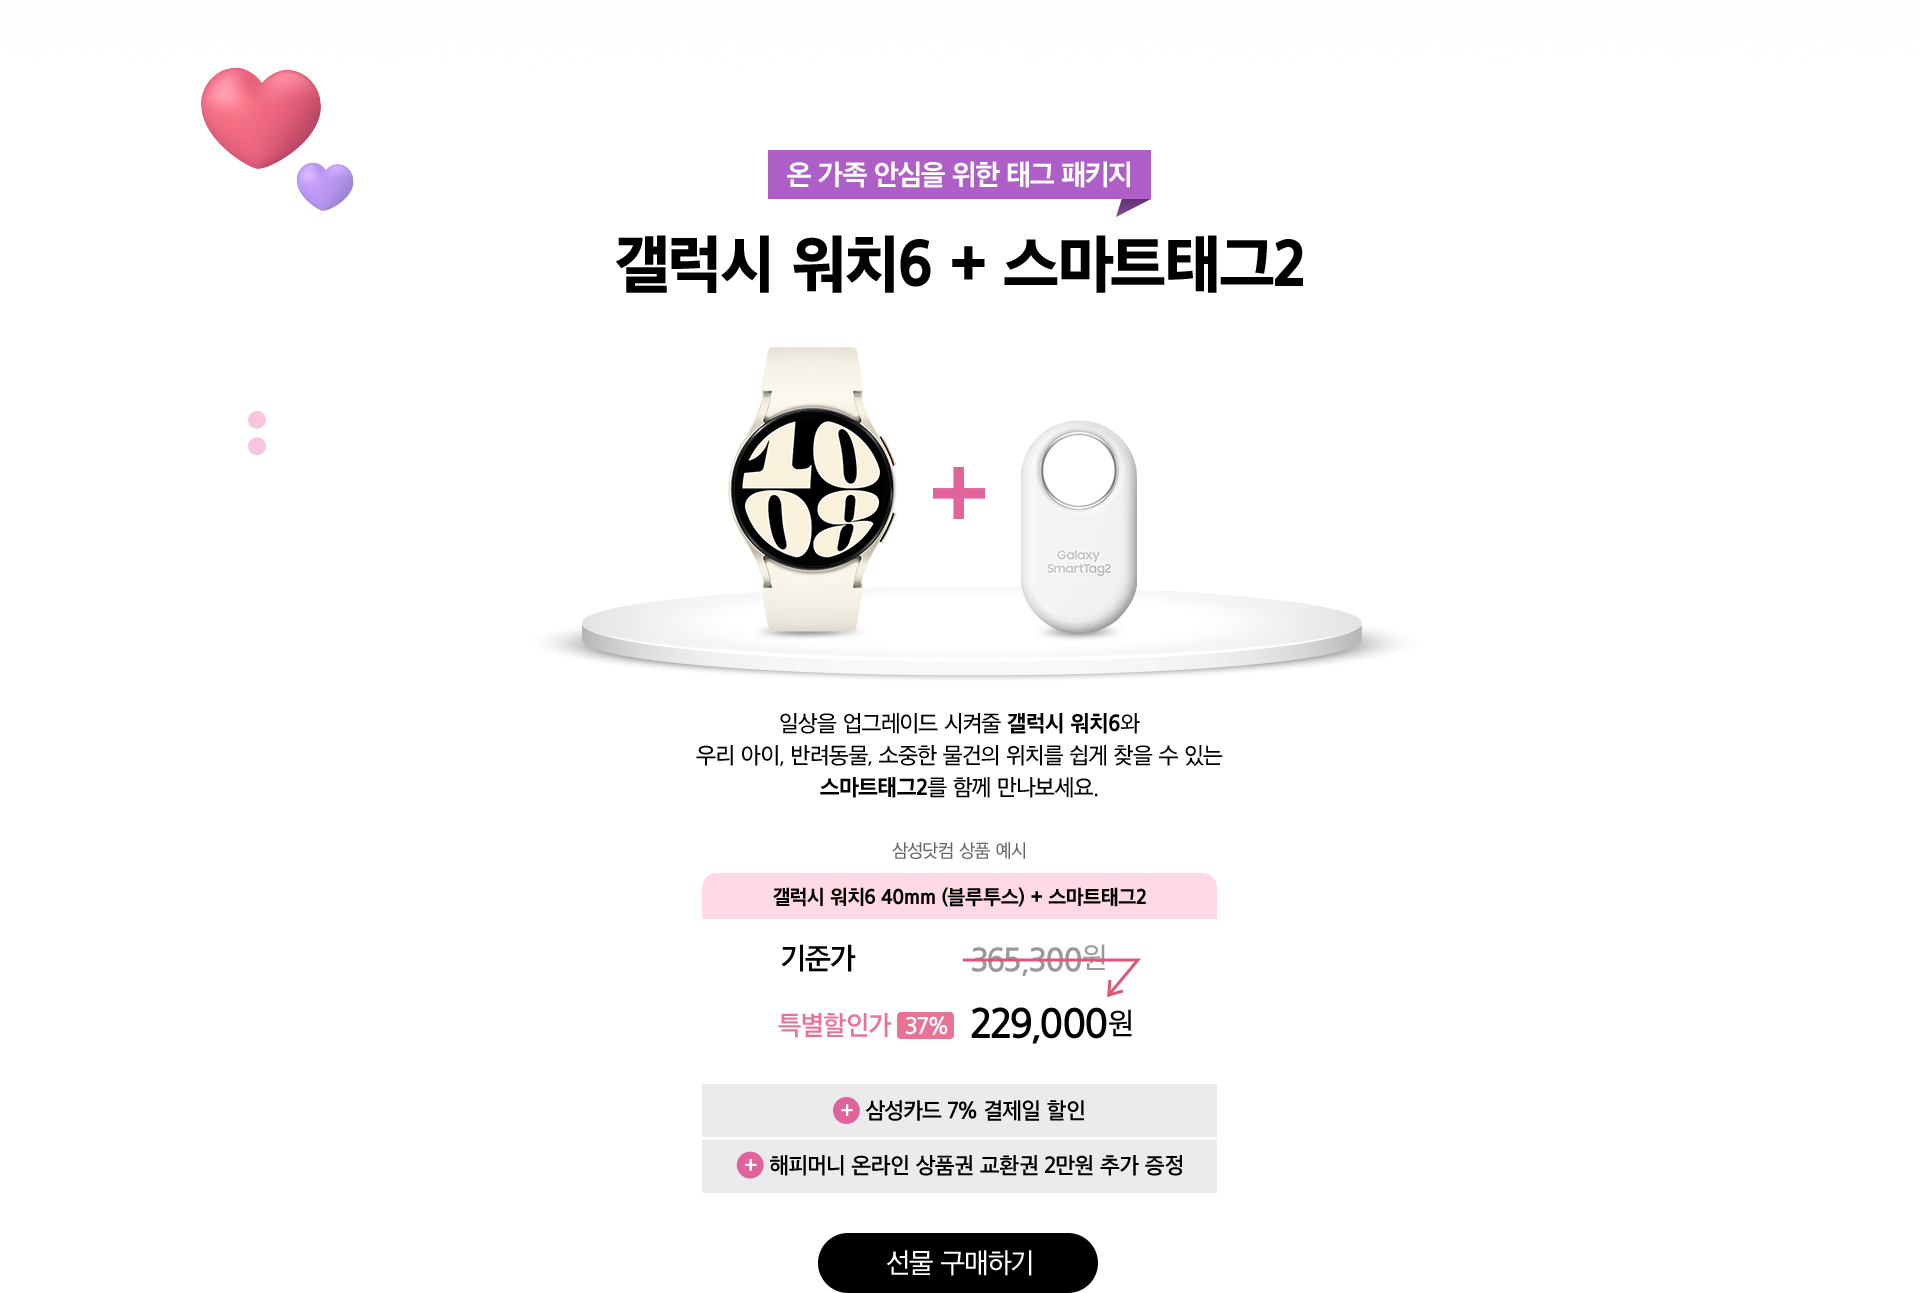 온 가족 안심을 위한 태그 패키지
갤럭시 워치6 + 스마트태그2
10
08
+
Galaxy
SmartTag2
일상을 업그레이드 시켜줄 갤럭시 워치6와
우리 아이, 반려동물, 소중한 물건의 위치를 쉽게 찾을 수 있는
스마트태그2를 함께 만나보세요.
삼성닷컴 상품 예시
갤럭시 워치6 40mm (블루투스) + 스마트태그2
기준가 365,300원
특별할인가 37% 229,000원
+ 삼성카드 7% 결제일 할인
+ 해피머니 온라인 상품권 교환권 2만원 추가 증정
선물 구매하기